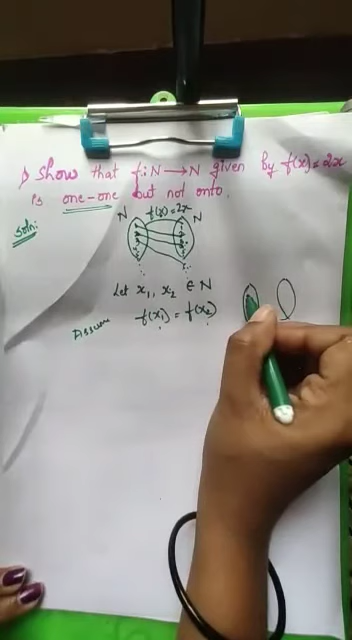 1) Show that f: N → N given by f(x) = 2x
is one-one but not onto.
Soln:
f(x) = 2x
N N
Let x₁, x₂ ∈ N
Assume f(x₁) = f(x₂)